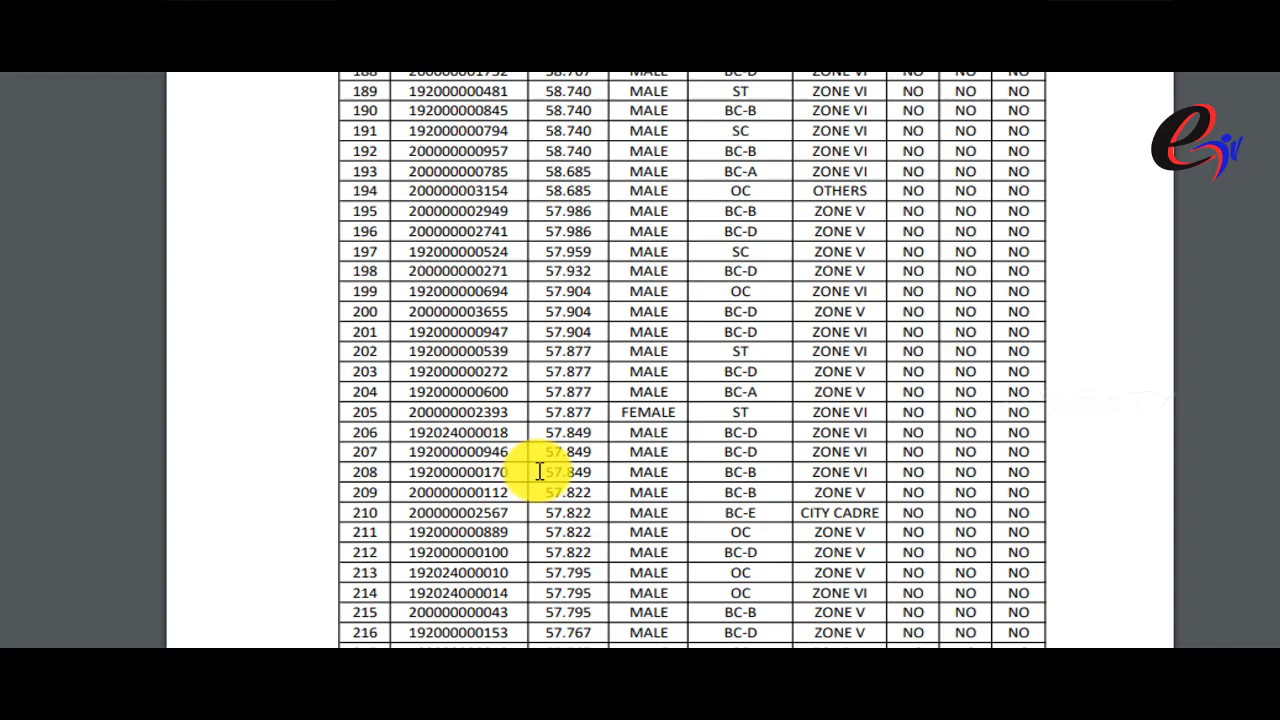 188 200000001752 58.767 MALE BC-D ZONE VI NO NO NO
189 192000000481 58.740 MALE ST ZONE VI NO NO NO
190 192000000845 58.740 MALE BC-B ZONE VI NO NO NO
191 192000000794 58.740 MALE SC ZONE VI NO NO NO
192 200000000957 58.740 MALE BC-B ZONE VI NO NO NO
193 200000000785 58.685 MALE BC-A ZONE VI NO NO NO
194 200000003154 58.685 MALE OC OTHERS NO NO NO
195 200000002949 57.986 MALE BC-B ZONE V NO NO NO
196 200000002741 57.986 MALE BC-D ZONE V NO NO NO
197 192000000524 57.959 MALE SC ZONE V NO NO NO
198 200000000271 57.932 MALE BC-D ZONE V NO NO NO
199 192000000694 57.904 MALE OC ZONE VI NO NO NO
200 200000003655 57.904 MALE BC-D ZONE V NO NO NO
201 192000000947 57.904 MALE BC-D ZONE VI NO NO NO
202 192000000539 57.877 MALE ST ZONE VI NO NO NO
203 192000000272 57.877 MALE BC-D ZONE V NO NO NO
204 192000000600 57.877 MALE BC-A ZONE V NO NO NO
205 200000002393 57.877 FEMALE ST ZONE VI NO NO NO
206 192024000018 57.849 MALE BC-D ZONE VI NO NO NO
207 192000000946 57.849 MALE BC-D ZONE VI NO NO NO
208 192000000170 57.849 MALE BC-B ZONE VI NO NO NO
209 200000000112 57.822 MALE BC-B ZONE V NO NO NO
210 200000002567 57.822 MALE BC-E CITY CADRE NO NO NO
211 192000000889 57.822 MALE OC ZONE V NO NO NO
212 192000000100 57.822 MALE BC-D ZONE V NO NO NO
213 192024000010 57.795 MALE OC ZONE V NO NO NO
214 192024000014 57.795 MALE OC ZONE VI NO NO NO
215 200000000043 57.795 MALE BC-B ZONE V NO NO NO
216 192000000153 57.767 MALE BC-D ZONE V NO NO NO